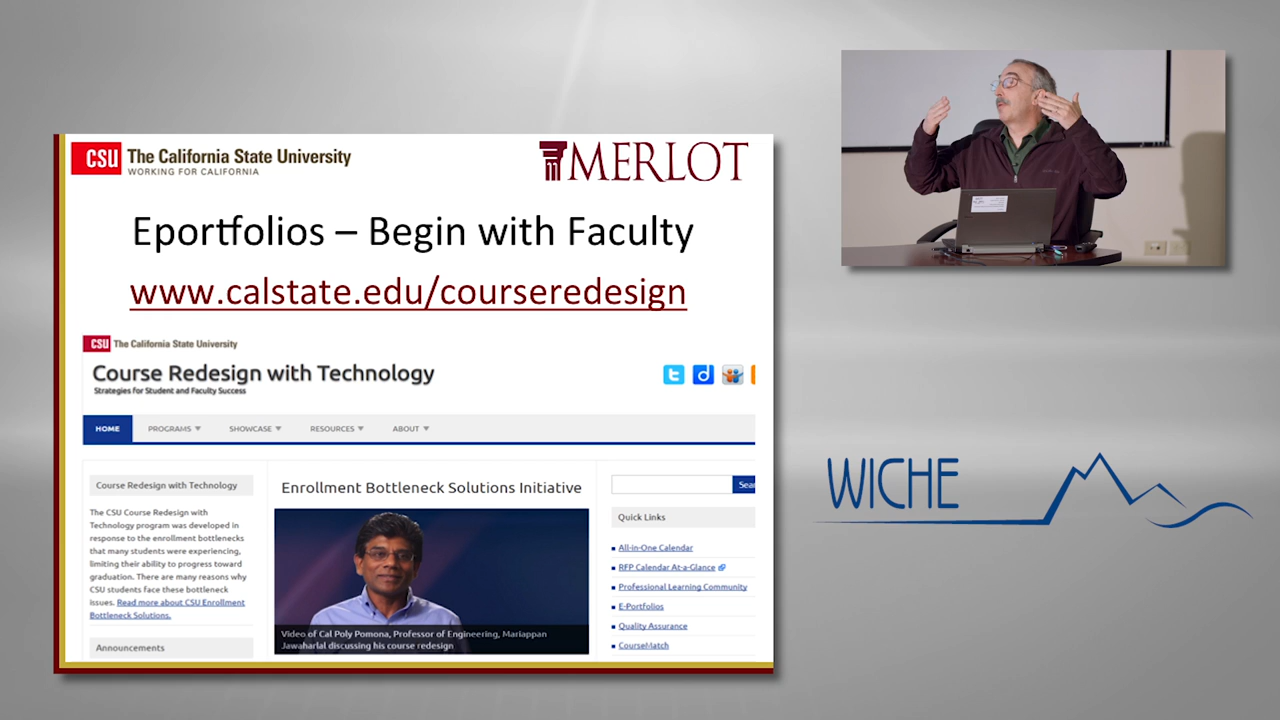 CSU The California State University
WORKING FOR CALIFORNIA
MERLOT
Eportfolios – Begin with Faculty
www.calstate.edu/courseredesign
CSU The California State University
Course Redesign with Technology
Strategies for Student and Faculty Success
HOME PROGRAMS SHOWCASE RESOURCES ABOUT
Course Redesign with Technology
The CSU Course Redesign with
Technology program was developed in
response to the enrollment bottlenecks
that many students were experiencing,
limiting their ability to progress toward
graduation. There are many reasons why
CSU students face these bottleneck
issues. Read more about CSU Enrollment
Bottleneck Solutions.
Announcements
Enrollment Bottleneck Solutions Initiative
Video of Cal Poly Pomona, Professor of Engineering, Mariappan
Jawaharlal discussing his course redesign
Sear
Quick Links
All-in-One Calendar
RFP Calendar At-a-Glance
Professional Learning Community
E-Portfolios
Quality Assurance
CourseMatch
WICHE